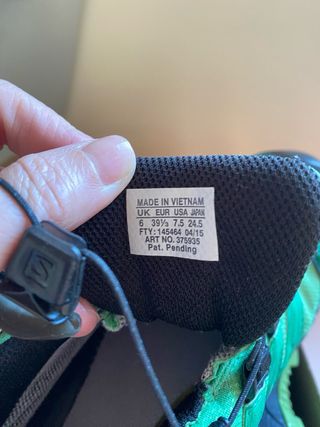 MADE IN VIETNAM
UK EUR USA JAPAN
6 39⅓ 7.5 24.5
FTY: 145464 04/15
ART NO. 375935
Pat. Pending
S